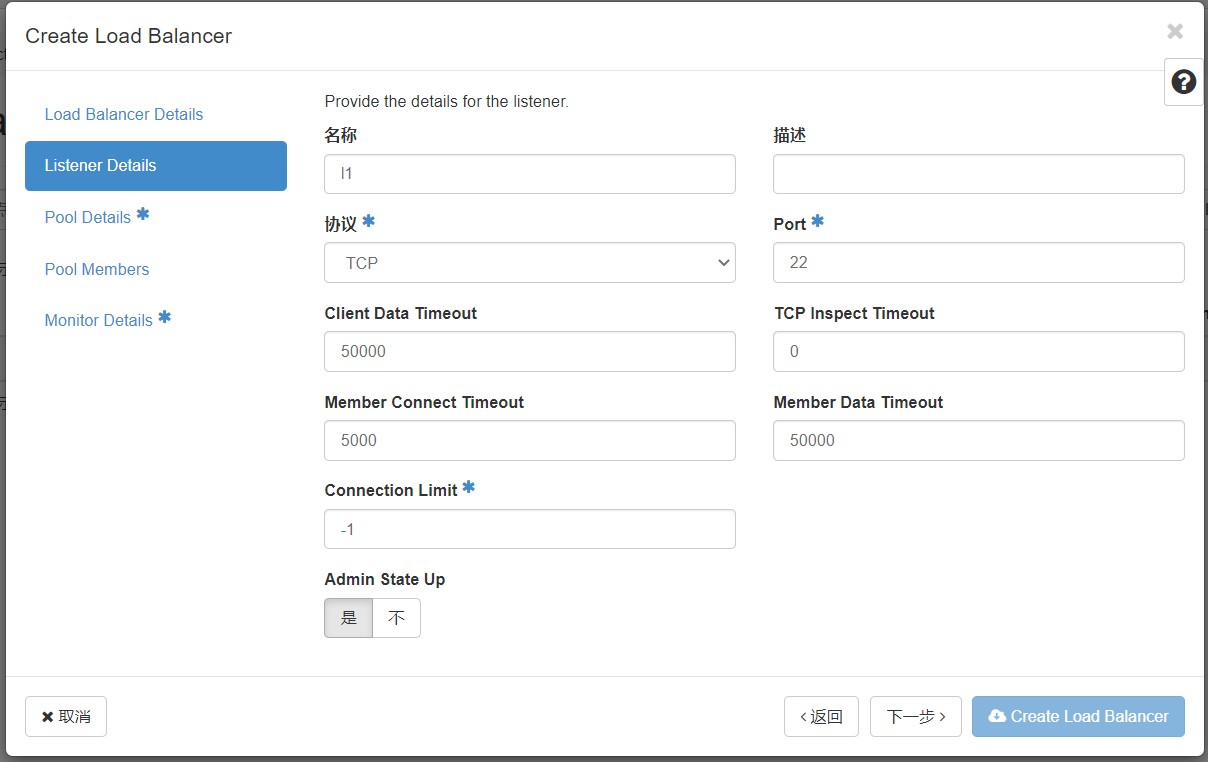 Create Load Balancer
Load Balancer Details
Listener Details
Pool Details *
Pool Members
Monitor Details *
Provide the details for the listener.
名称
l1
描述
协议 *
TCP
Port *
22
Client Data Timeout
50000
TCP Inspect Timeout
0
Member Connect Timeout
5000
Member Data Timeout
50000
Connection Limit *
-1
Admin State Up
是 不
取消
返回
下一步
Create Load Balancer